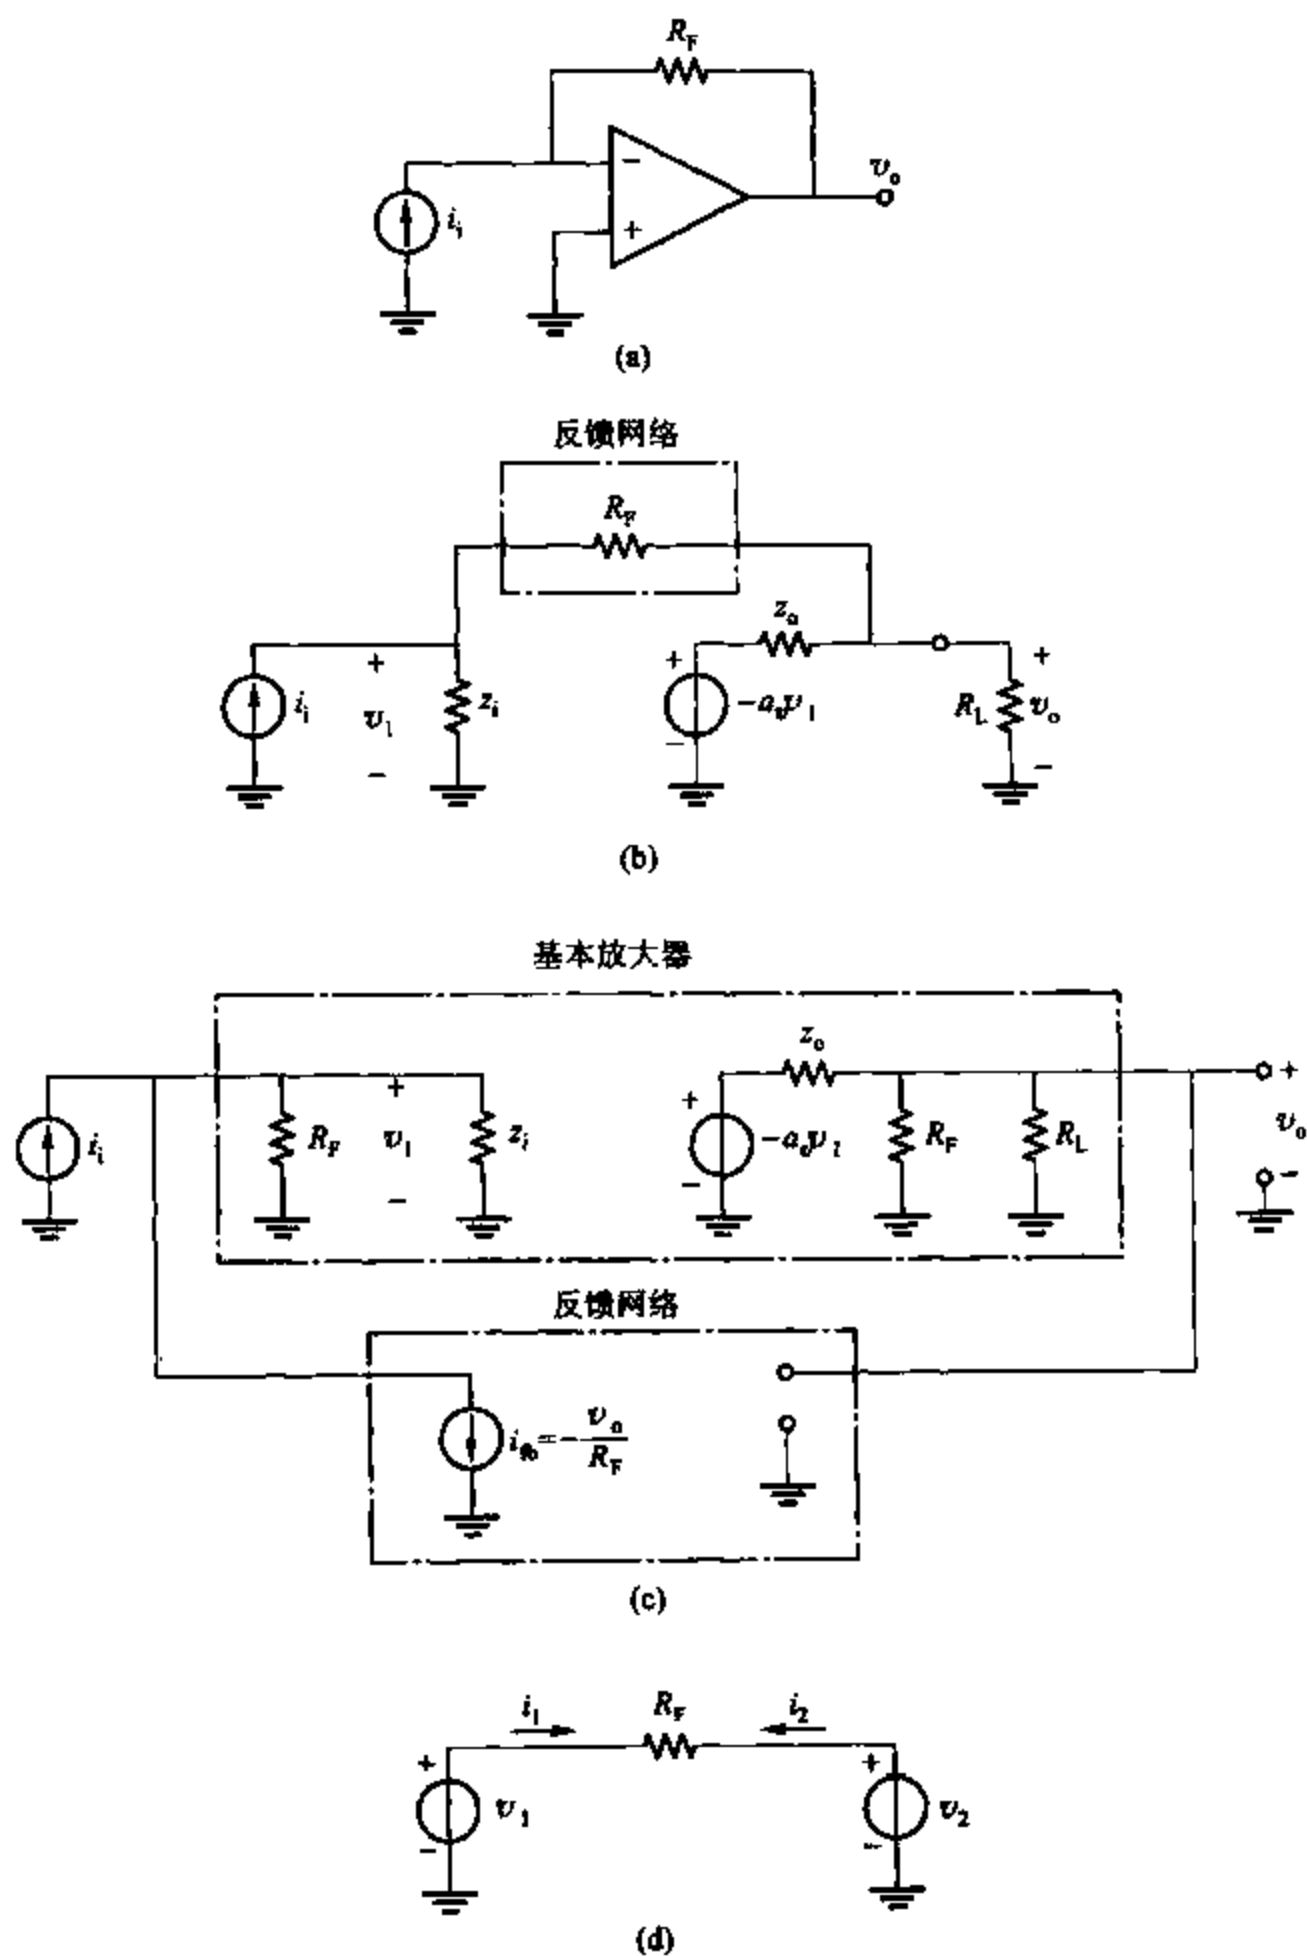 R_F
−
+
i_i
v_o
(a)
反馈网络
R_F
z_o
+
i_i
v_1
−
z_i
+
−
−a_v v_1
R_L
+
v_o
−
(b)
基本放大器
z_o
i_i
R_F
+
v_1
−
z_i
+
−
−a_v v_1
R_F
R_L
+
v_o
−
反馈网络
i_fb = − v_o / R_F
(c)
i_1
R_F
i_2
+
v_1
−
+
v_2
−
(d)